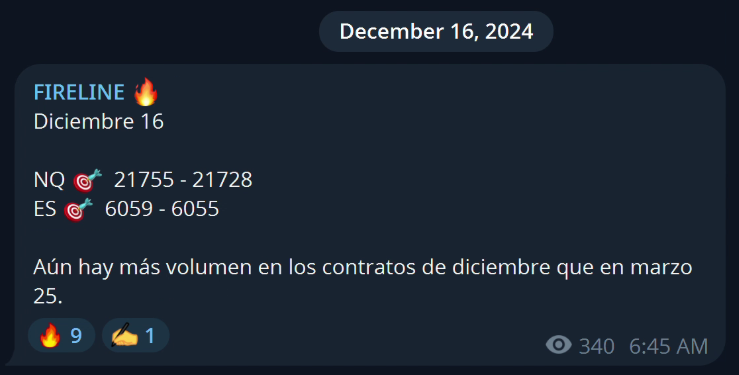 December 16, 2024
FIRELINE 🔥
Diciembre 16
NQ 🎯 21755 - 21728
ES 🎯 6059 - 6055
Aún hay más volumen en los contratos de diciembre que en marzo
25.
🔥 9 ✍️ 1
340 6:45 AM